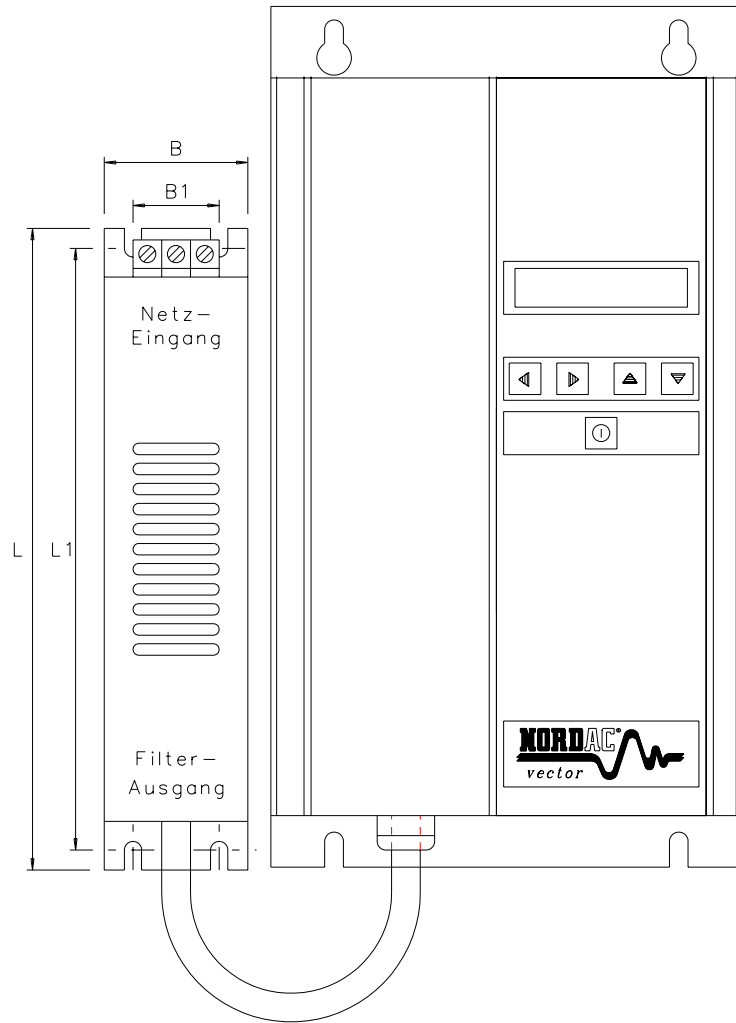 B
B1
Netz-
Eingang
L
L1
Filter-
Ausgang
NORDAC®
vector